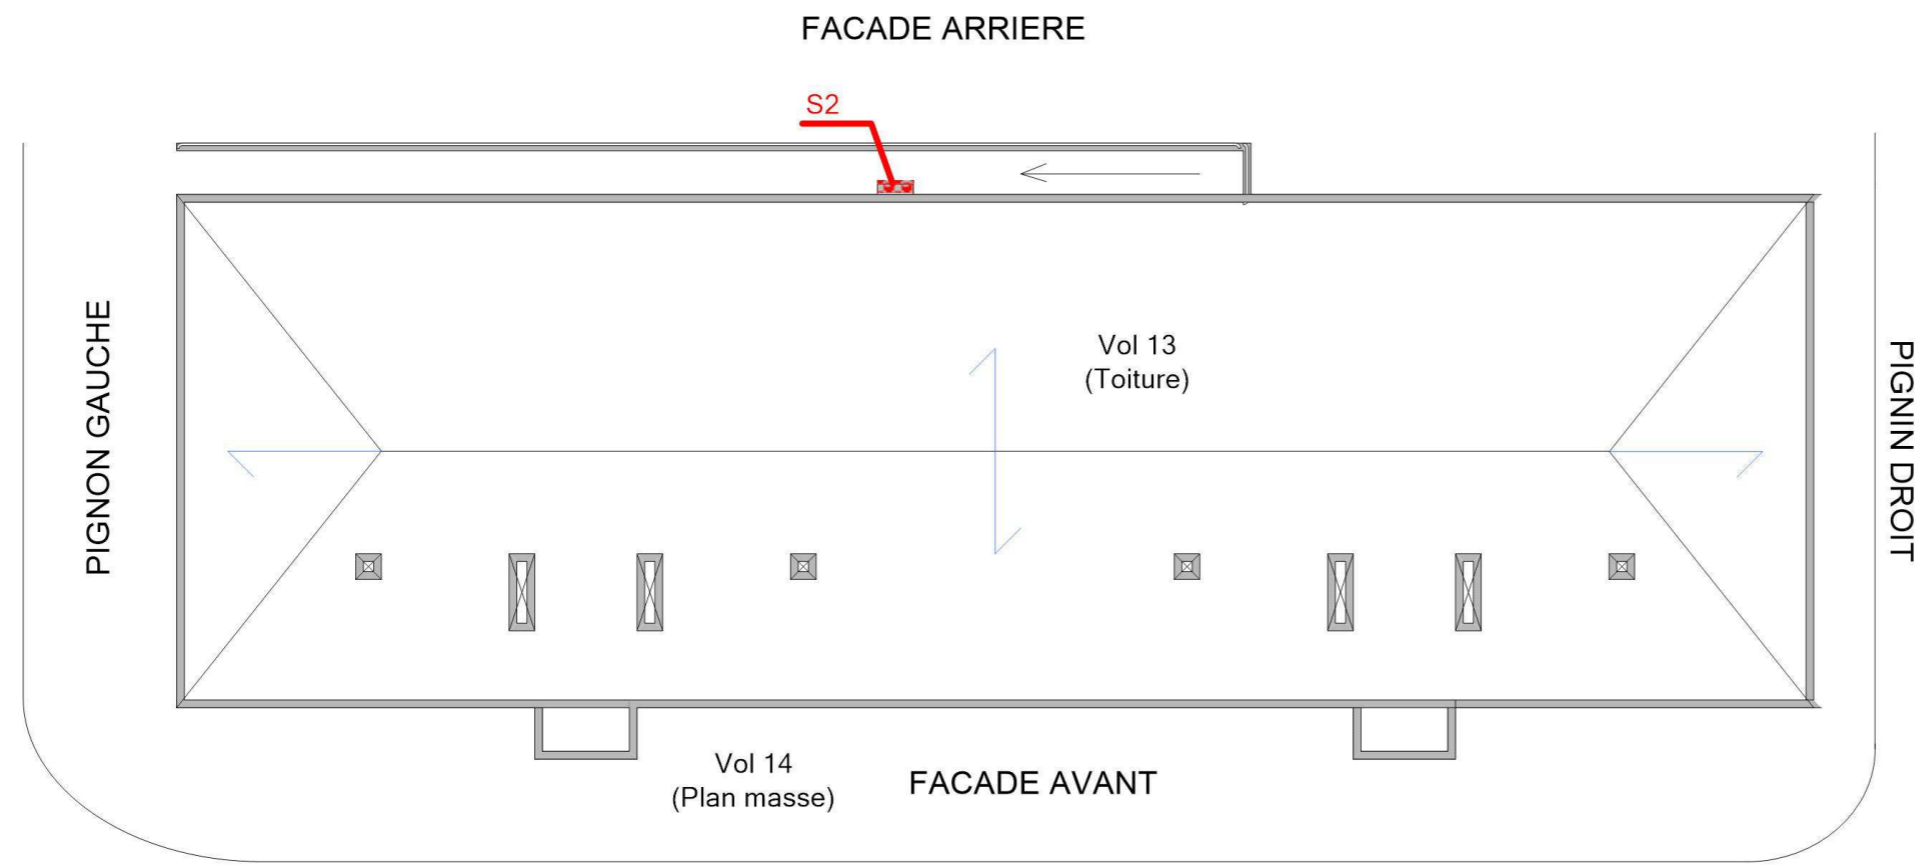 FACADE ARRIERE
S2
PIGNON GAUCHE
Vol 13
(Toiture)
PIGNIN DROIT
Vol 14
(Plan masse)
FACADE AVANT